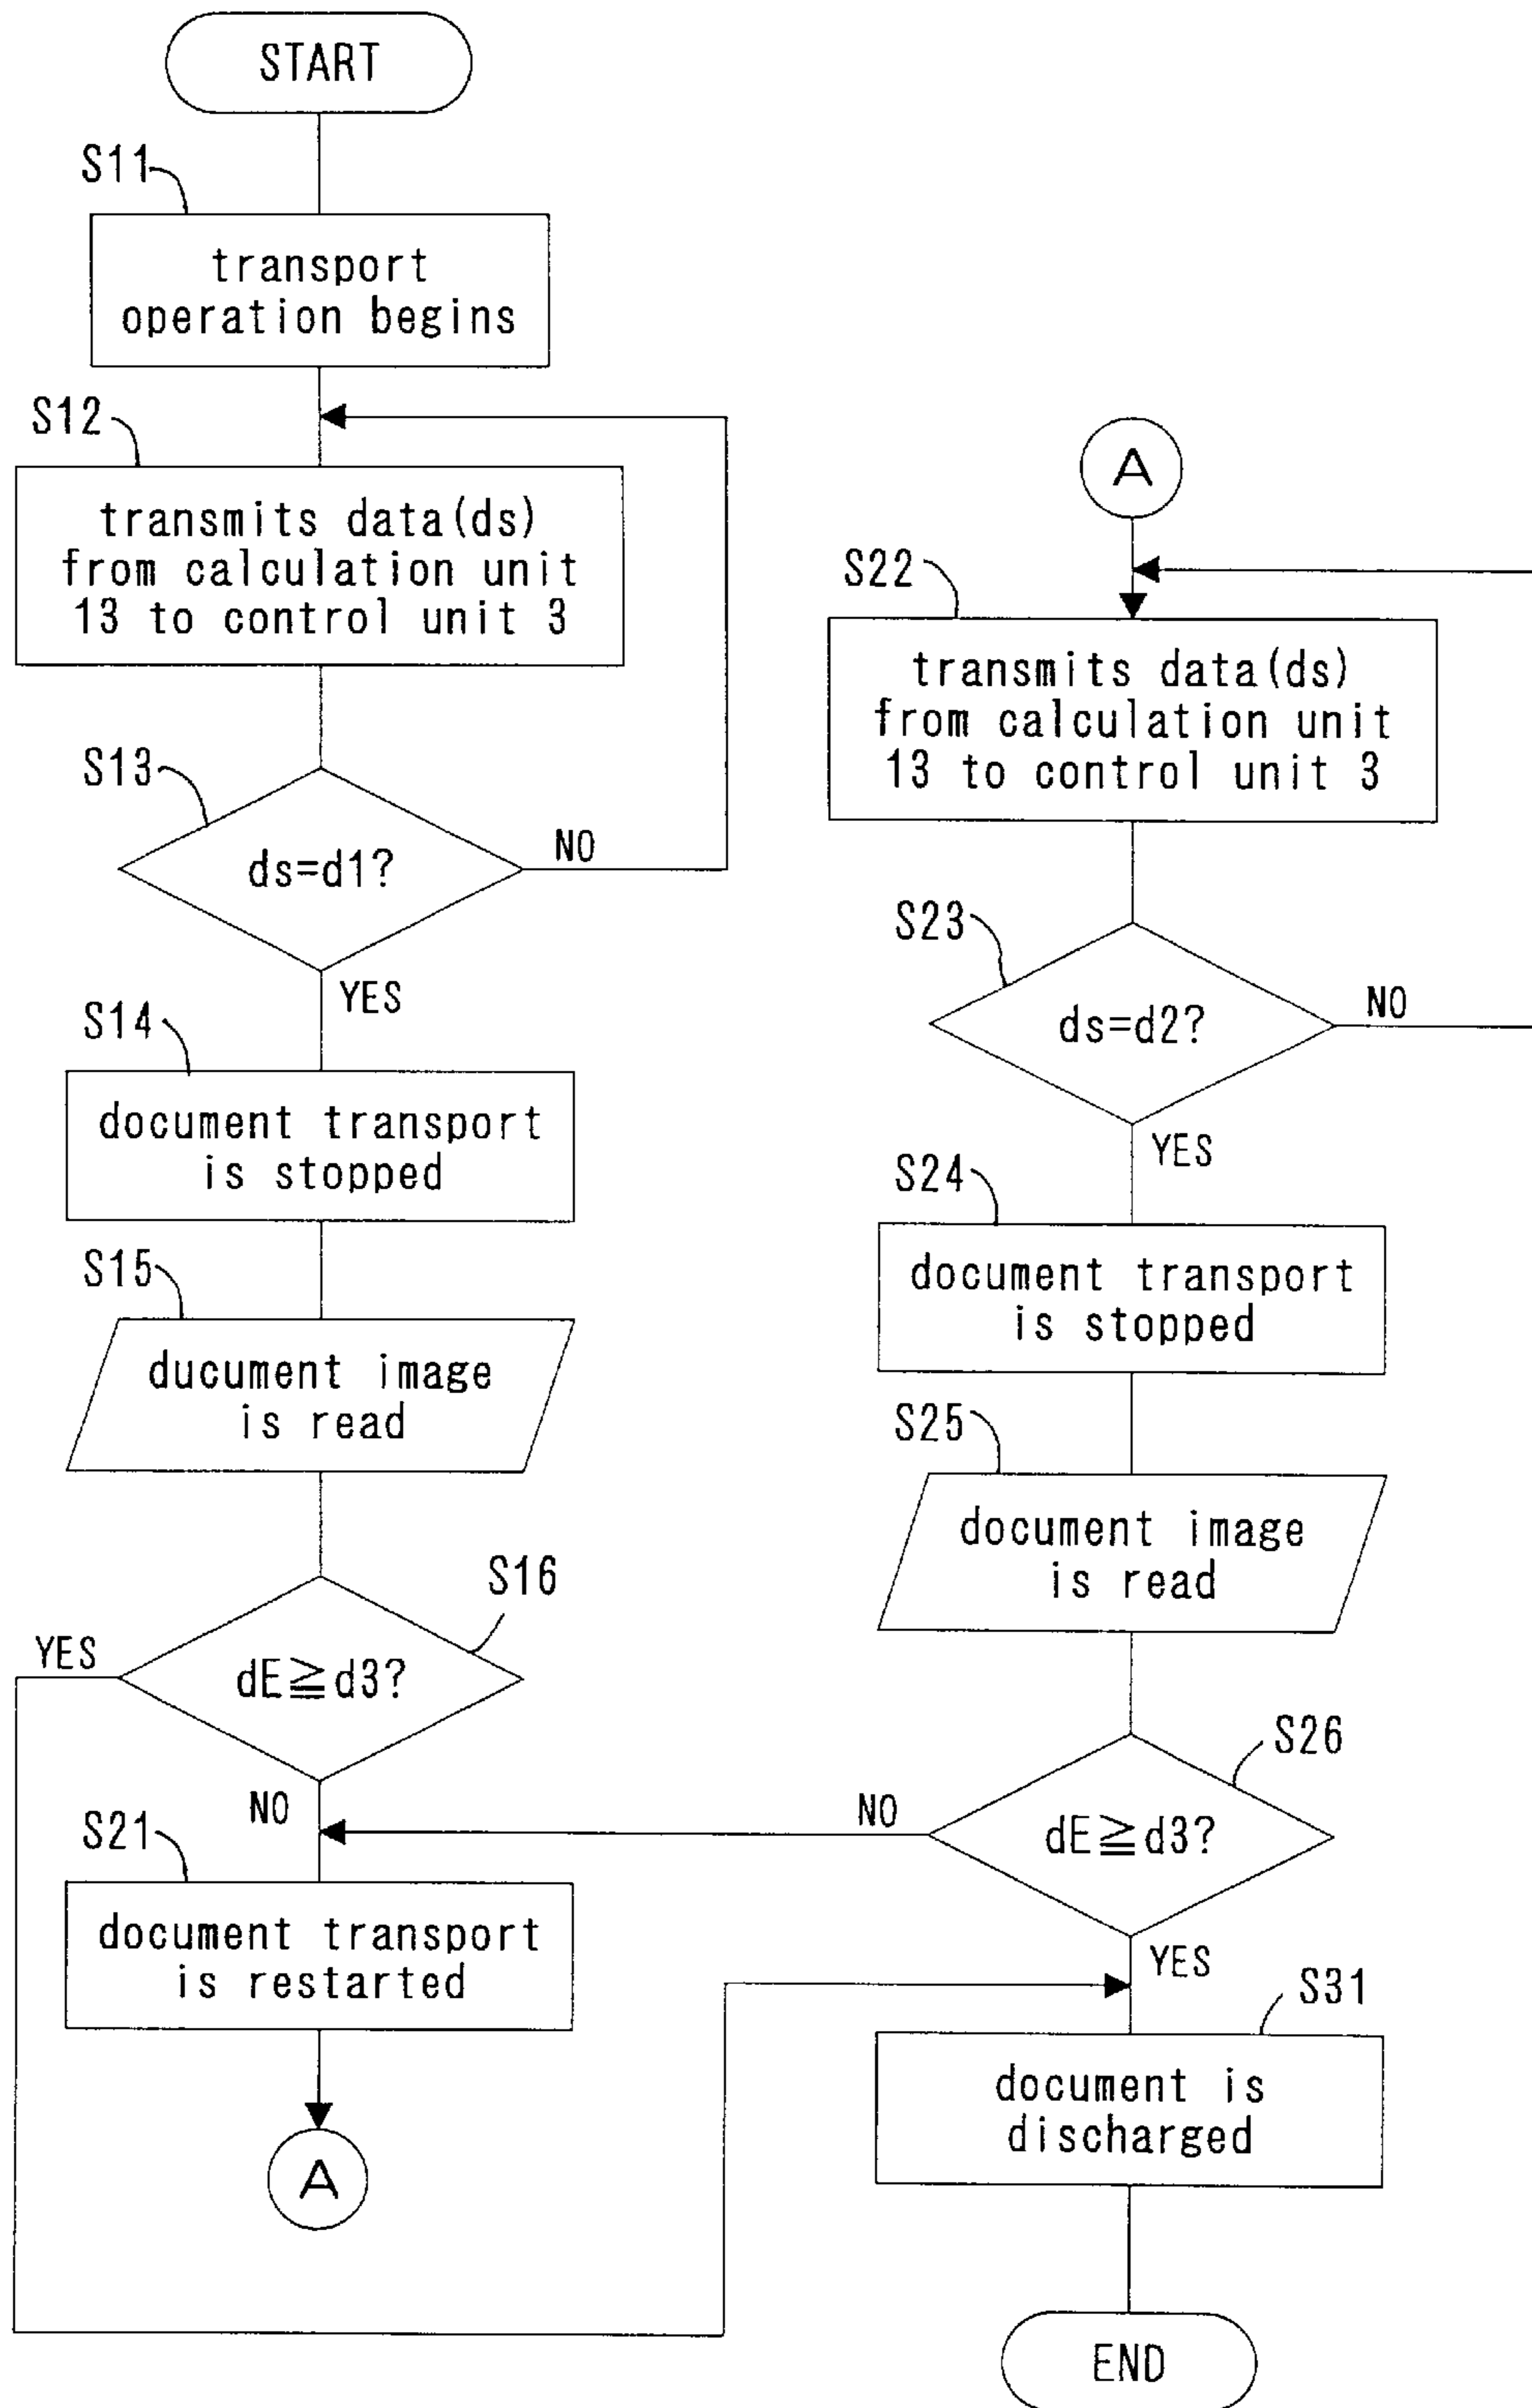 START
S11
transport
operation begins
S12
transmits data(ds)
from calculation unit
13 to control unit 3
S13
ds=d1?
NO
YES
S14
document transport
is stopped
S15
ducument image
is read
S16
YES
dE≧d3?
NO
S21
document transport
is restarted
A
A
S22
transmits data(ds)
from calculation unit
13 to control unit 3
S23
ds=d2?
NO
YES
S24
document transport
is stopped
S25
document image
is read
S26
NO
dE≧d3?
YES
S31
document is
discharged
END